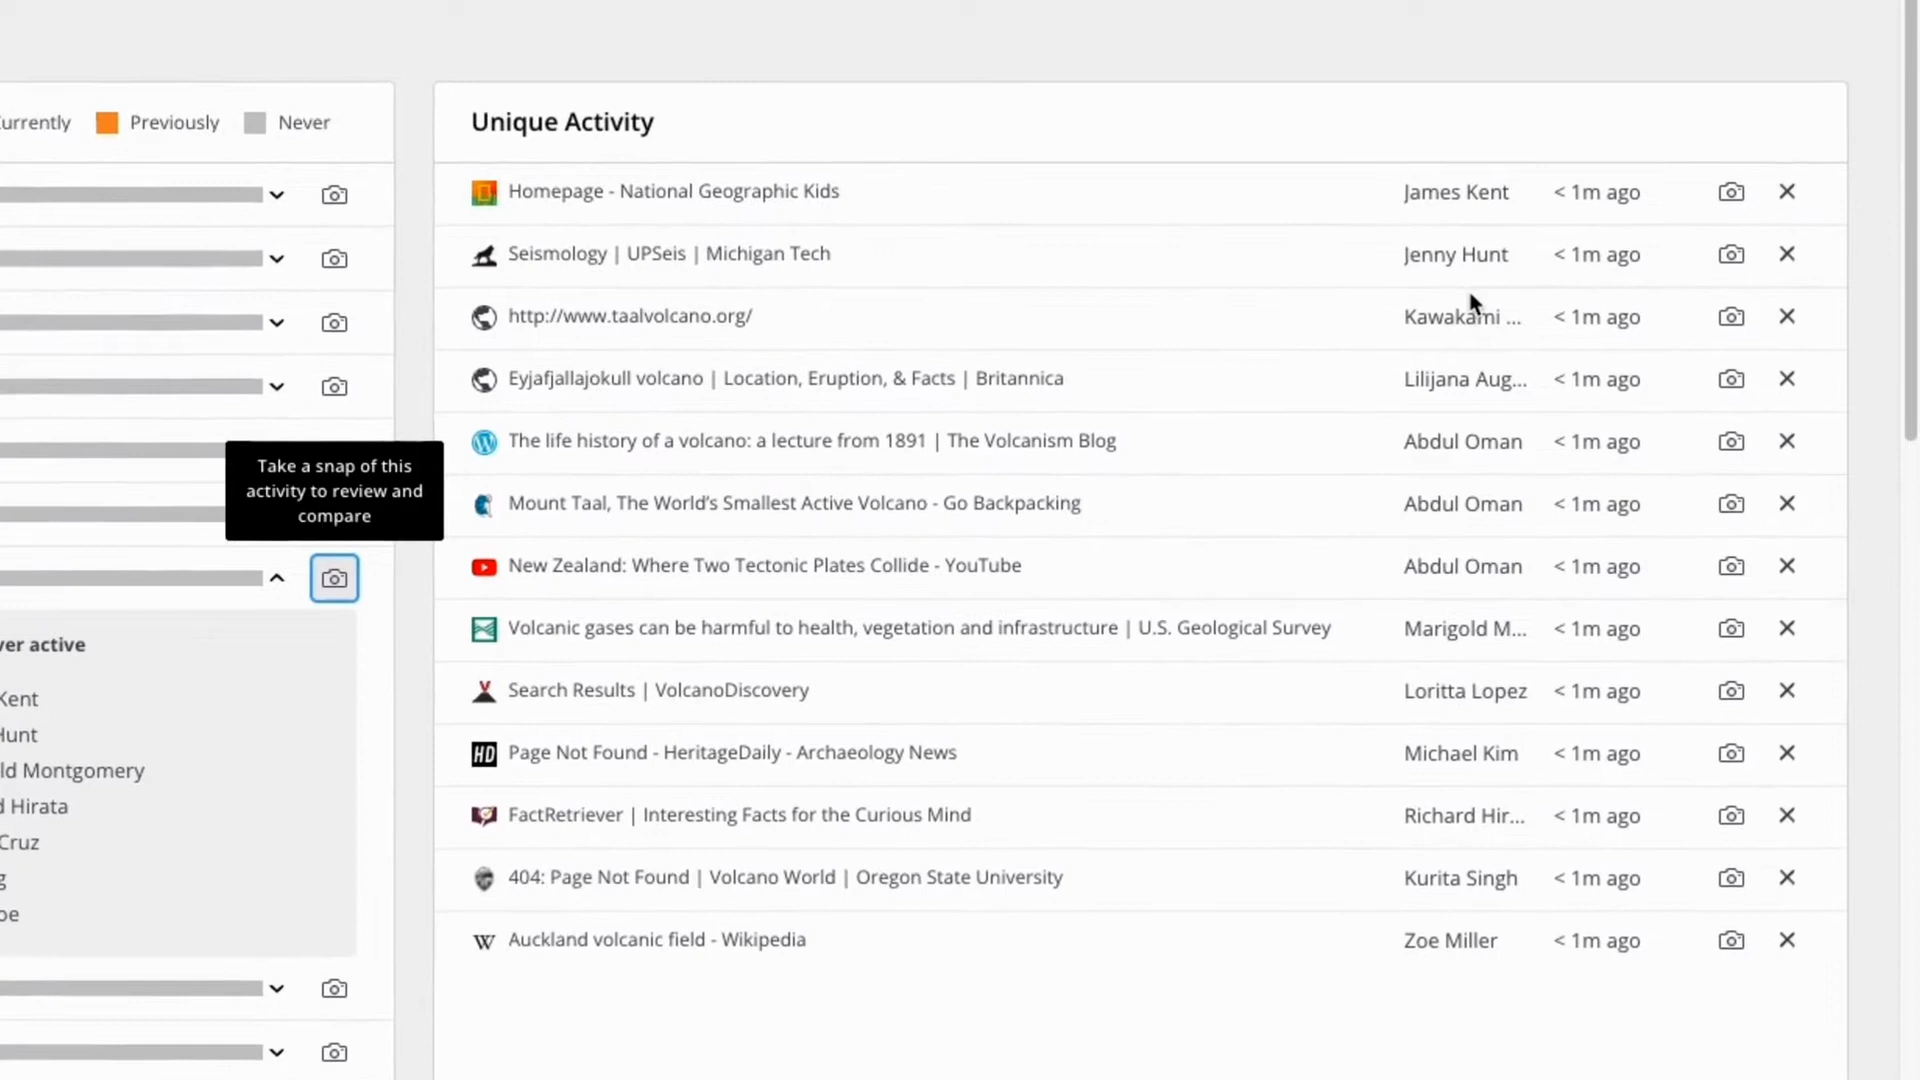 Currently Previously Never
Take a snap of this
activity to review and
compare
ver active
Kent
Hunt
ld Montgomery
d Hirata
Cruz
g
oe
Unique Activity
Homepage - National Geographic Kids James Kent < 1m ago
Seismology | UPSeis | Michigan Tech Jenny Hunt < 1m ago
http://www.taalvolcano.org/ Kawakami ... < 1m ago
Eyjafjallajokull volcano | Location, Eruption, & Facts | Britannica Lilijana Aug... < 1m ago
The life history of a volcano: a lecture from 1891 | The Volcanism Blog Abdul Oman < 1m ago
Mount Taal, The World’s Smallest Active Volcano - Go Backpacking Abdul Oman < 1m ago
New Zealand: Where Two Tectonic Plates Collide - YouTube Abdul Oman < 1m ago
Volcanic gases can be harmful to health, vegetation and infrastructure | U.S. Geological Survey Marigold M... < 1m ago
Search Results | VolcanoDiscovery Loritta Lopez < 1m ago
HD Page Not Found - HeritageDaily - Archaeology News Michael Kim < 1m ago
FactRetriever | Interesting Facts for the Curious Mind Richard Hir... < 1m ago
404: Page Not Found | Volcano World | Oregon State University Kurita Singh < 1m ago
W Auckland volcanic field - Wikipedia Zoe Miller < 1m ago